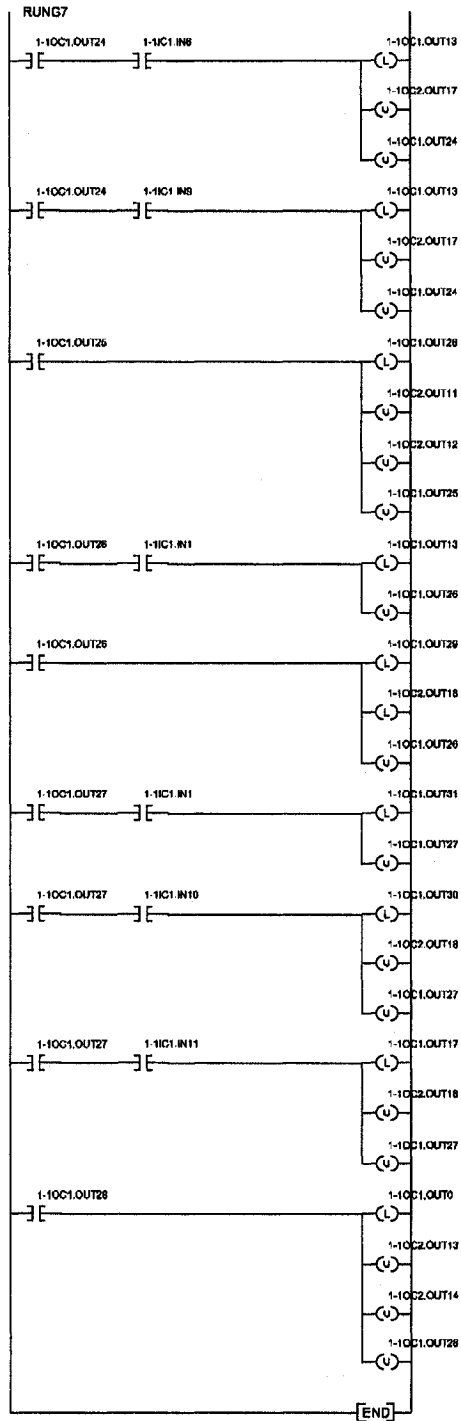 RUNG7
1-1OC1.OUT24 1-1IC1.IN6 1-1OC1.OUT13
L
1-1OC2.OUT17
U
1-1OC1.OUT24
U
1-1OC1.OUT24 1-1IC1.IN9 1-1OC1.OUT13
L
1-1OC2.OUT17
U
1-1OC1.OUT24
U
1-1OC1.OUT25 1-1OC1.OUT28
L
1-1OC2.OUT11
U
1-1OC2.OUT12
U
1-1OC1.OUT25
U
1-1OC1.OUT26 1-1IC1.IN1 1-1OC1.OUT13
L
1-1OC1.OUT26
U
1-1OC1.OUT26 1-1OC1.OUT29
L
1-1OC2.OUT18
U
1-1OC1.OUT26
U
1-1OC1.OUT27 1-1IC1.IN1 1-1OC1.OUT31
L
1-1OC1.OUT27
U
1-1OC1.OUT27 1-1IC1.IN10 1-1OC1.OUT30
L
1-1OC2.OUT18
U
1-1OC1.OUT27
U
1-1OC1.OUT27 1-1IC1.IN11 1-1OC1.OUT17
L
1-1OC2.OUT18
U
1-1OC1.OUT27
U
1-1OC1.OUT28 1-1OC1.OUT0
L
1-1OC2.OUT13
U
1-1OC2.OUT14
U
1-1OC1.OUT28
U
END